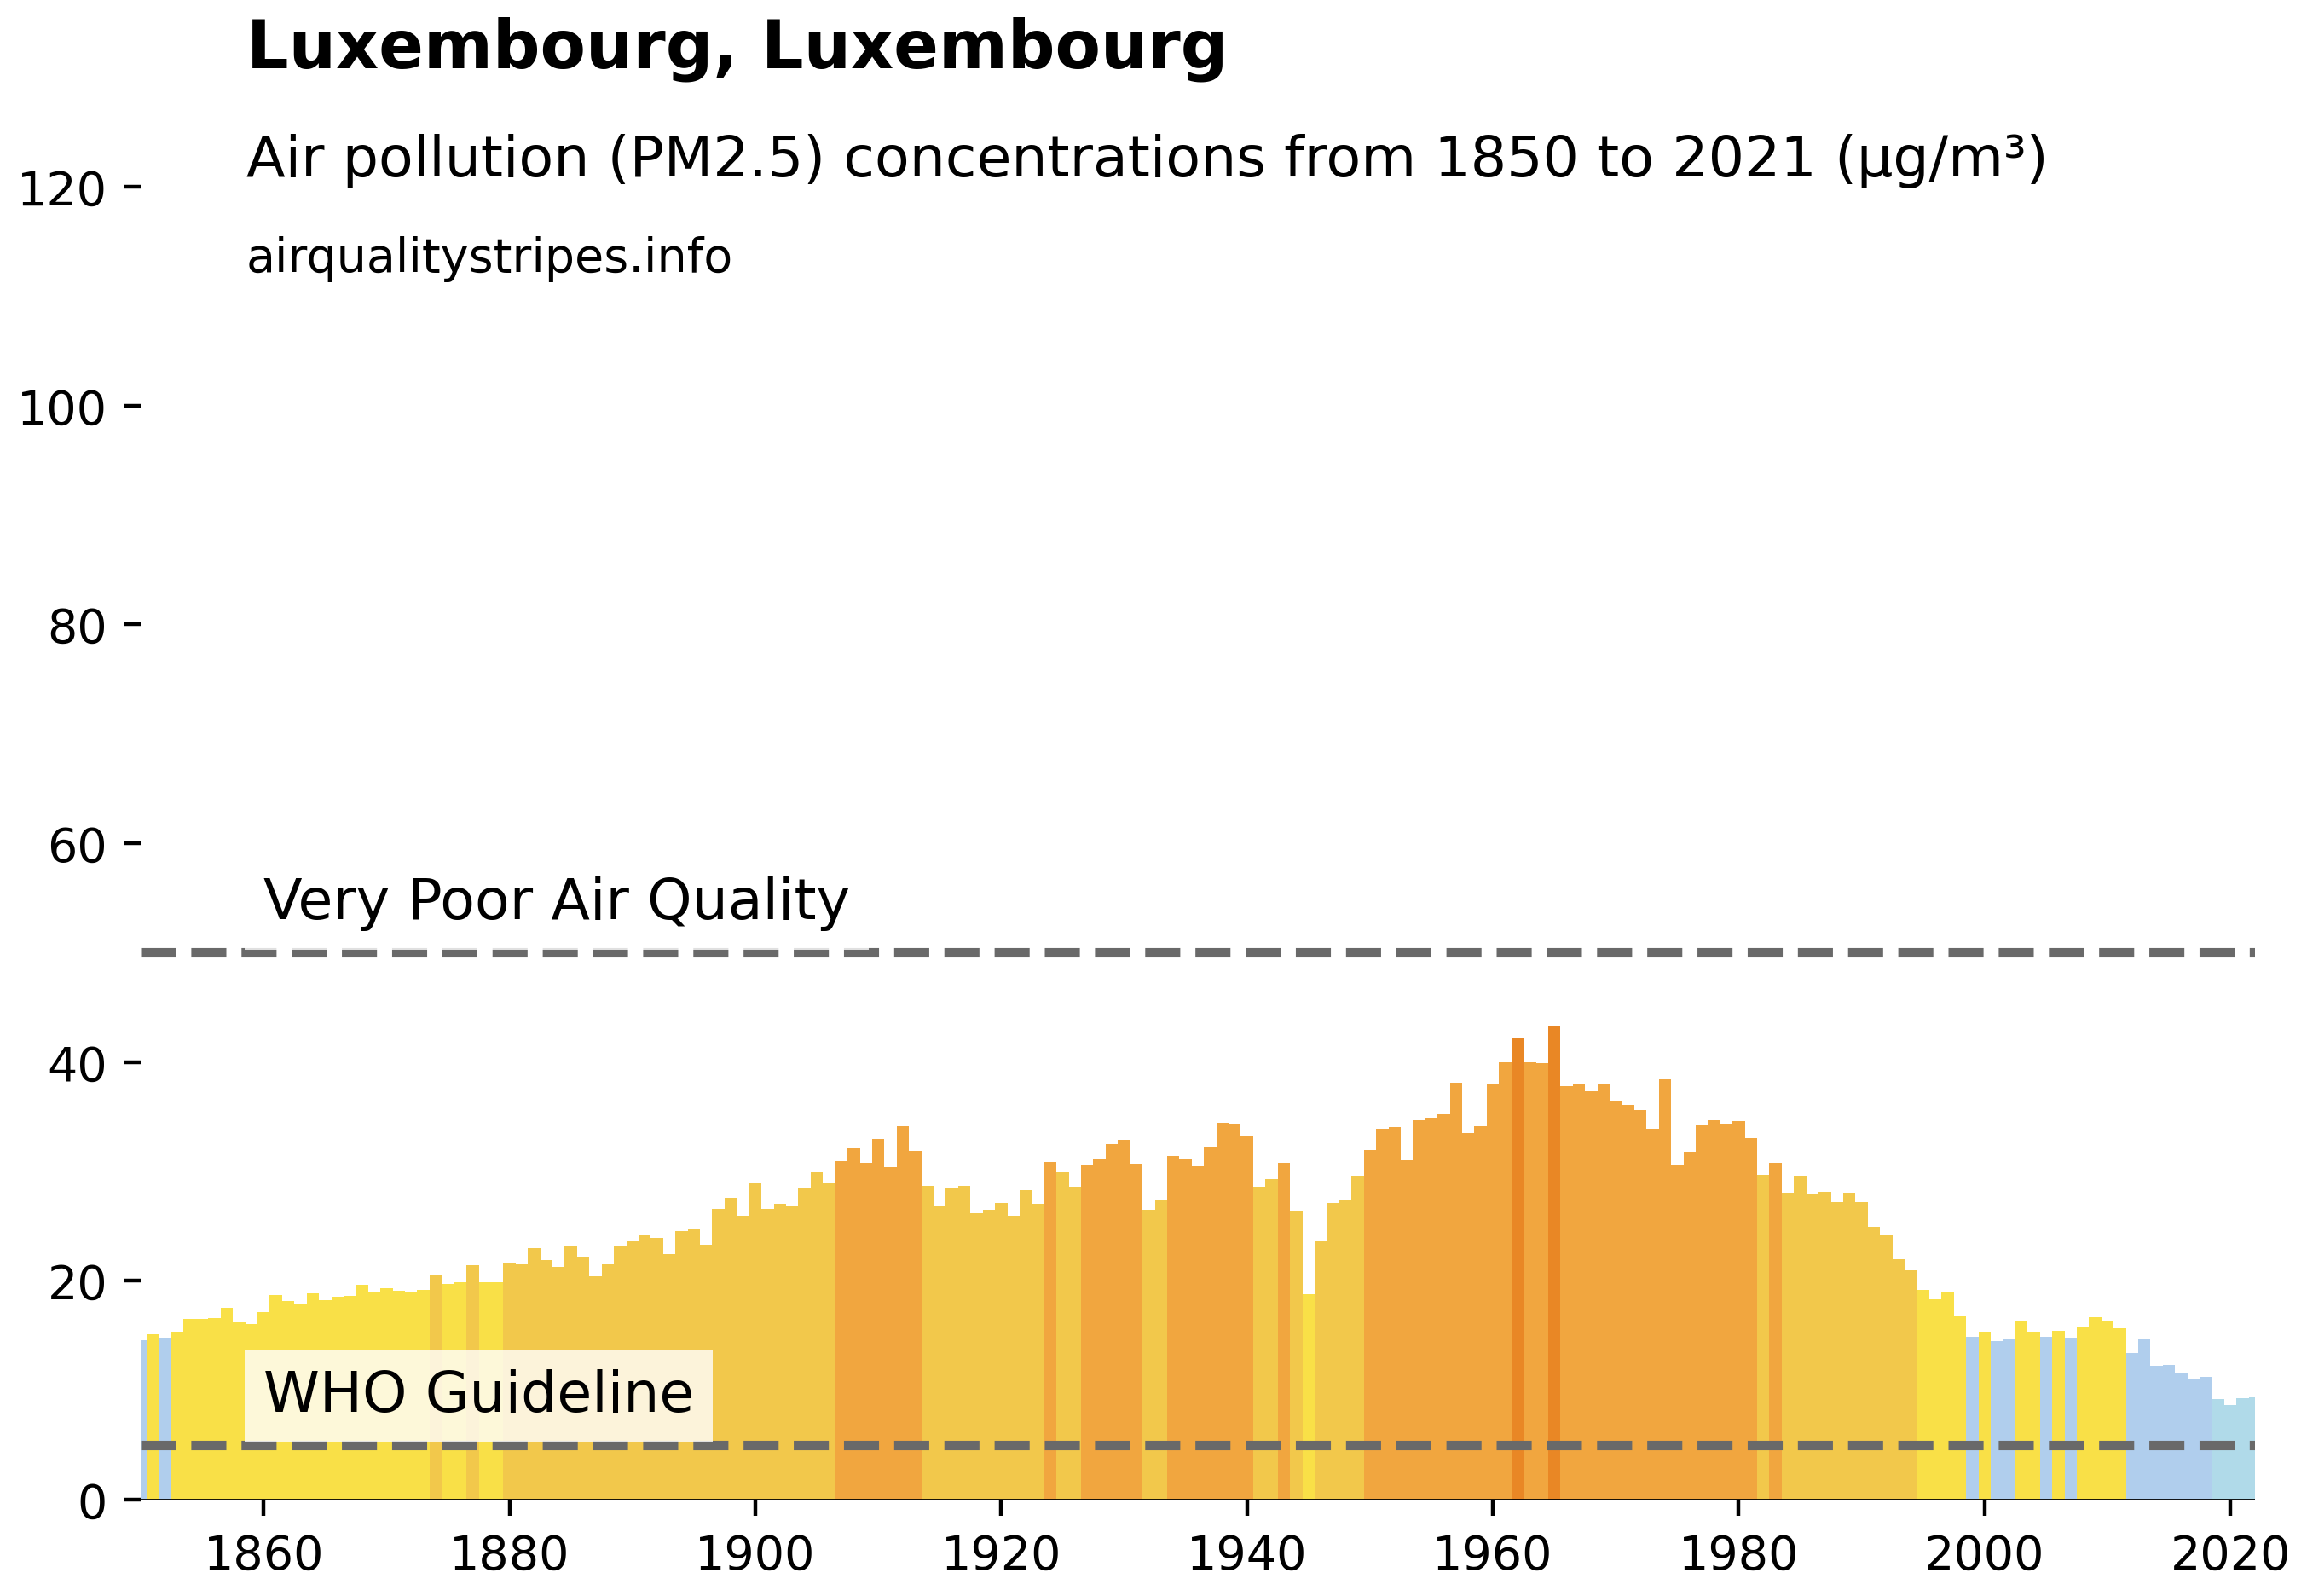 Luxembourg, Luxembourg
Air pollution (PM2.5) concentrations from 1850 to 2021 (µg/m³)
airqualitystripes.info
120
100
80
60
Very Poor Air Quality
40
20
WHO Guideline
0
1860 1880 1900 1920 1940 1960 1980 2000 2020